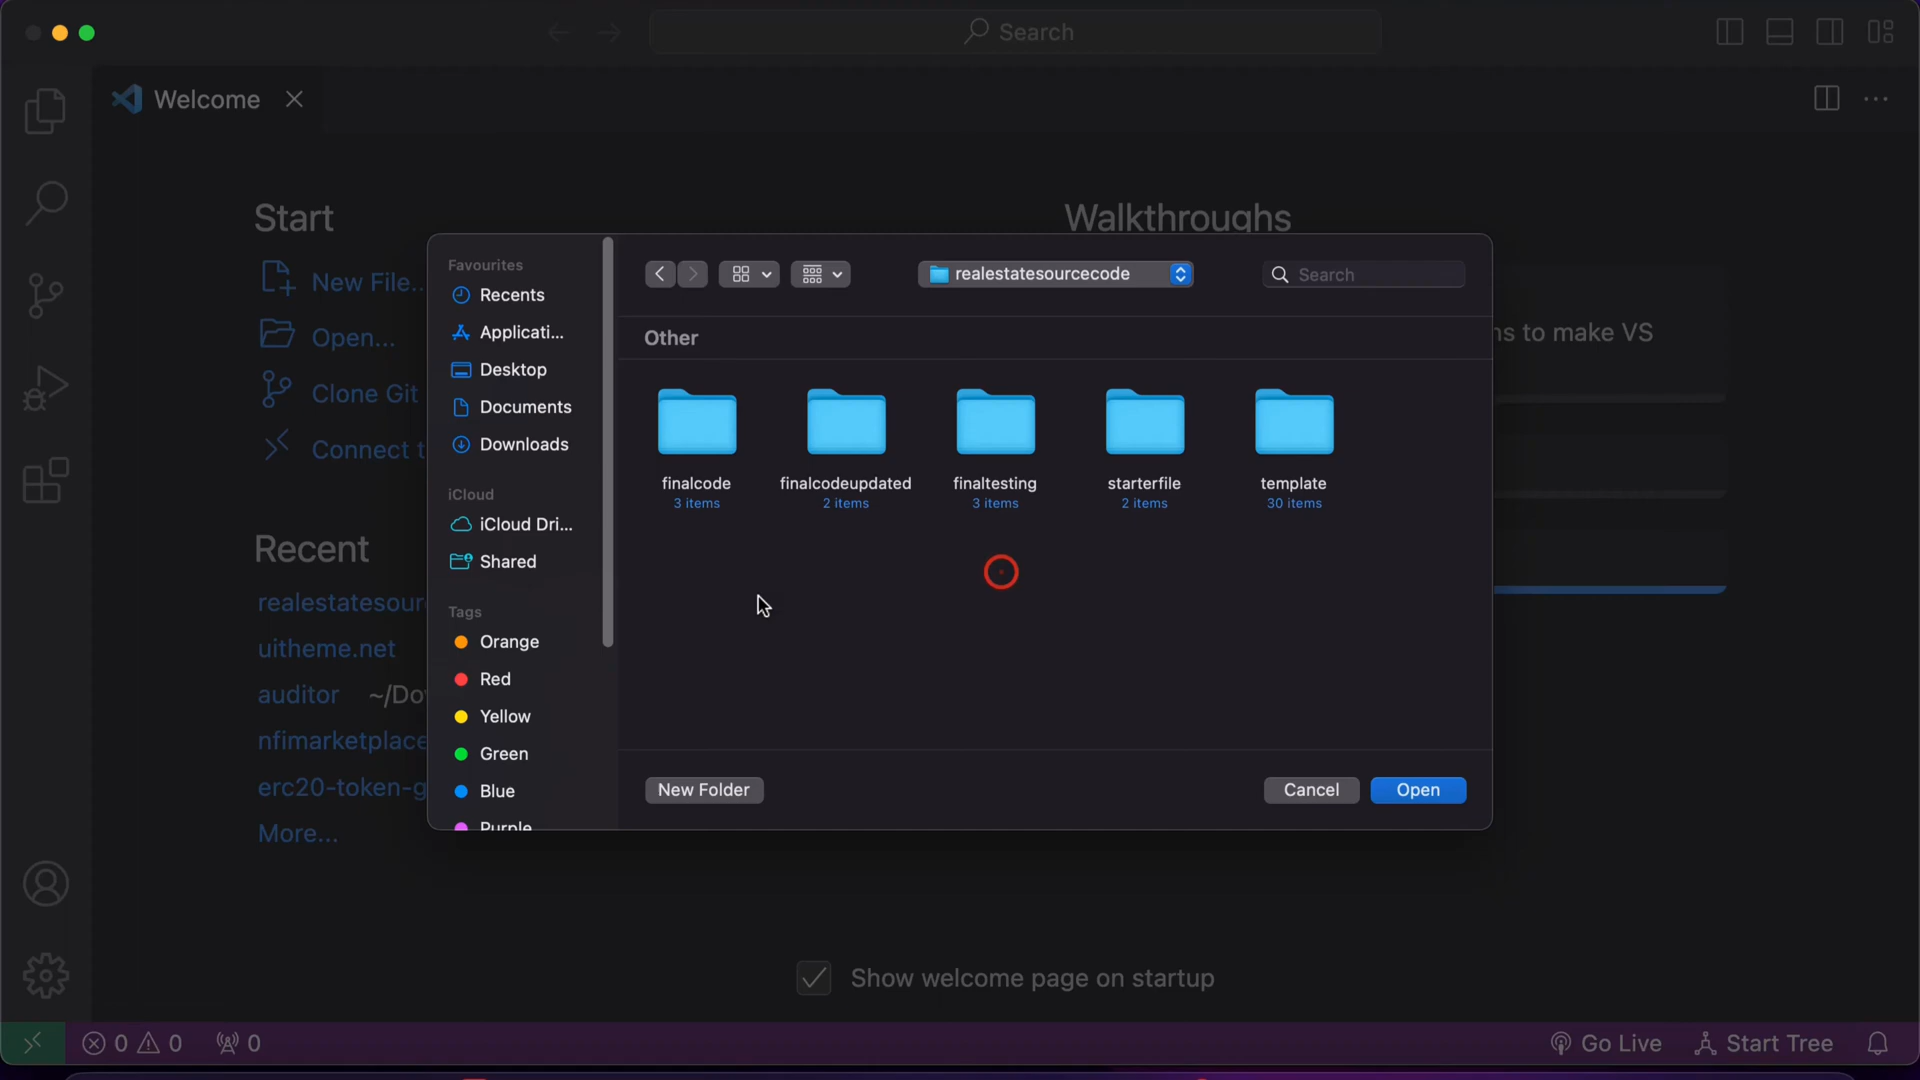 Search
Welcome
Start
Walkthroughs
New File...
Open...
Clone Git
Connect t
Recent
realestatesour
uitheme.net
auditor ~/Do
nfimarketplace
erc20-token-g
More...
ns to make VS
Favourites
Recents
Applicati...
Desktop
Documents
Downloads
iCloud
iCloud Dri...
Shared
Tags
Orange
Red
Yellow
Green
Blue
Purple
realestatesourcecode
Search
Other
finalcode
3 items
finalcodeupdated
2 items
finaltesting
3 items
starterfile
2 items
template
30 items
New Folder
Cancel
Open
Show welcome page on startup
0 0 0
Go Live
Start Tree